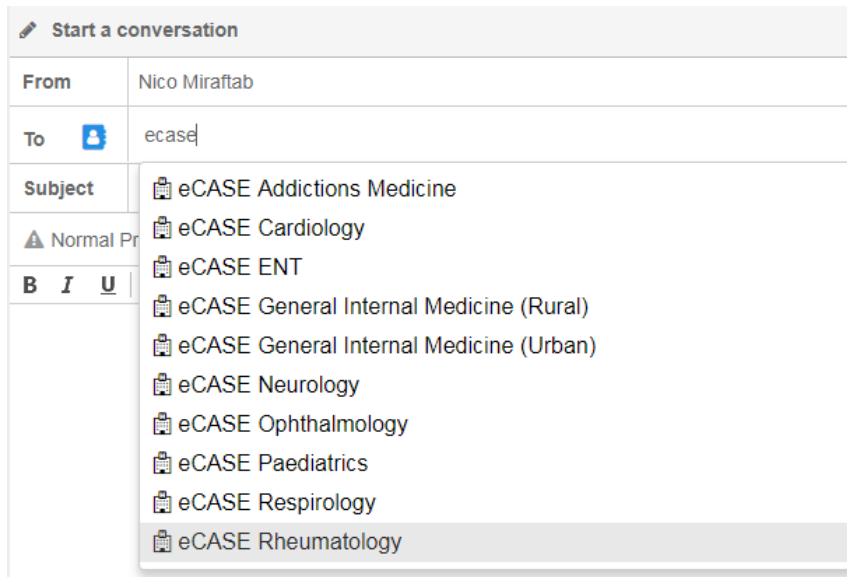 Start a conversation
From Nico Miraftab
To ecase
Subject
eCASE Addictions Medicine
eCASE Cardiology
Normal Pr
eCASE ENT
B I U
eCASE General Internal Medicine (Rural)
eCASE General Internal Medicine (Urban)
eCASE Neurology
eCASE Ophthalmology
eCASE Paediatrics
eCASE Respirology
eCASE Rheumatology